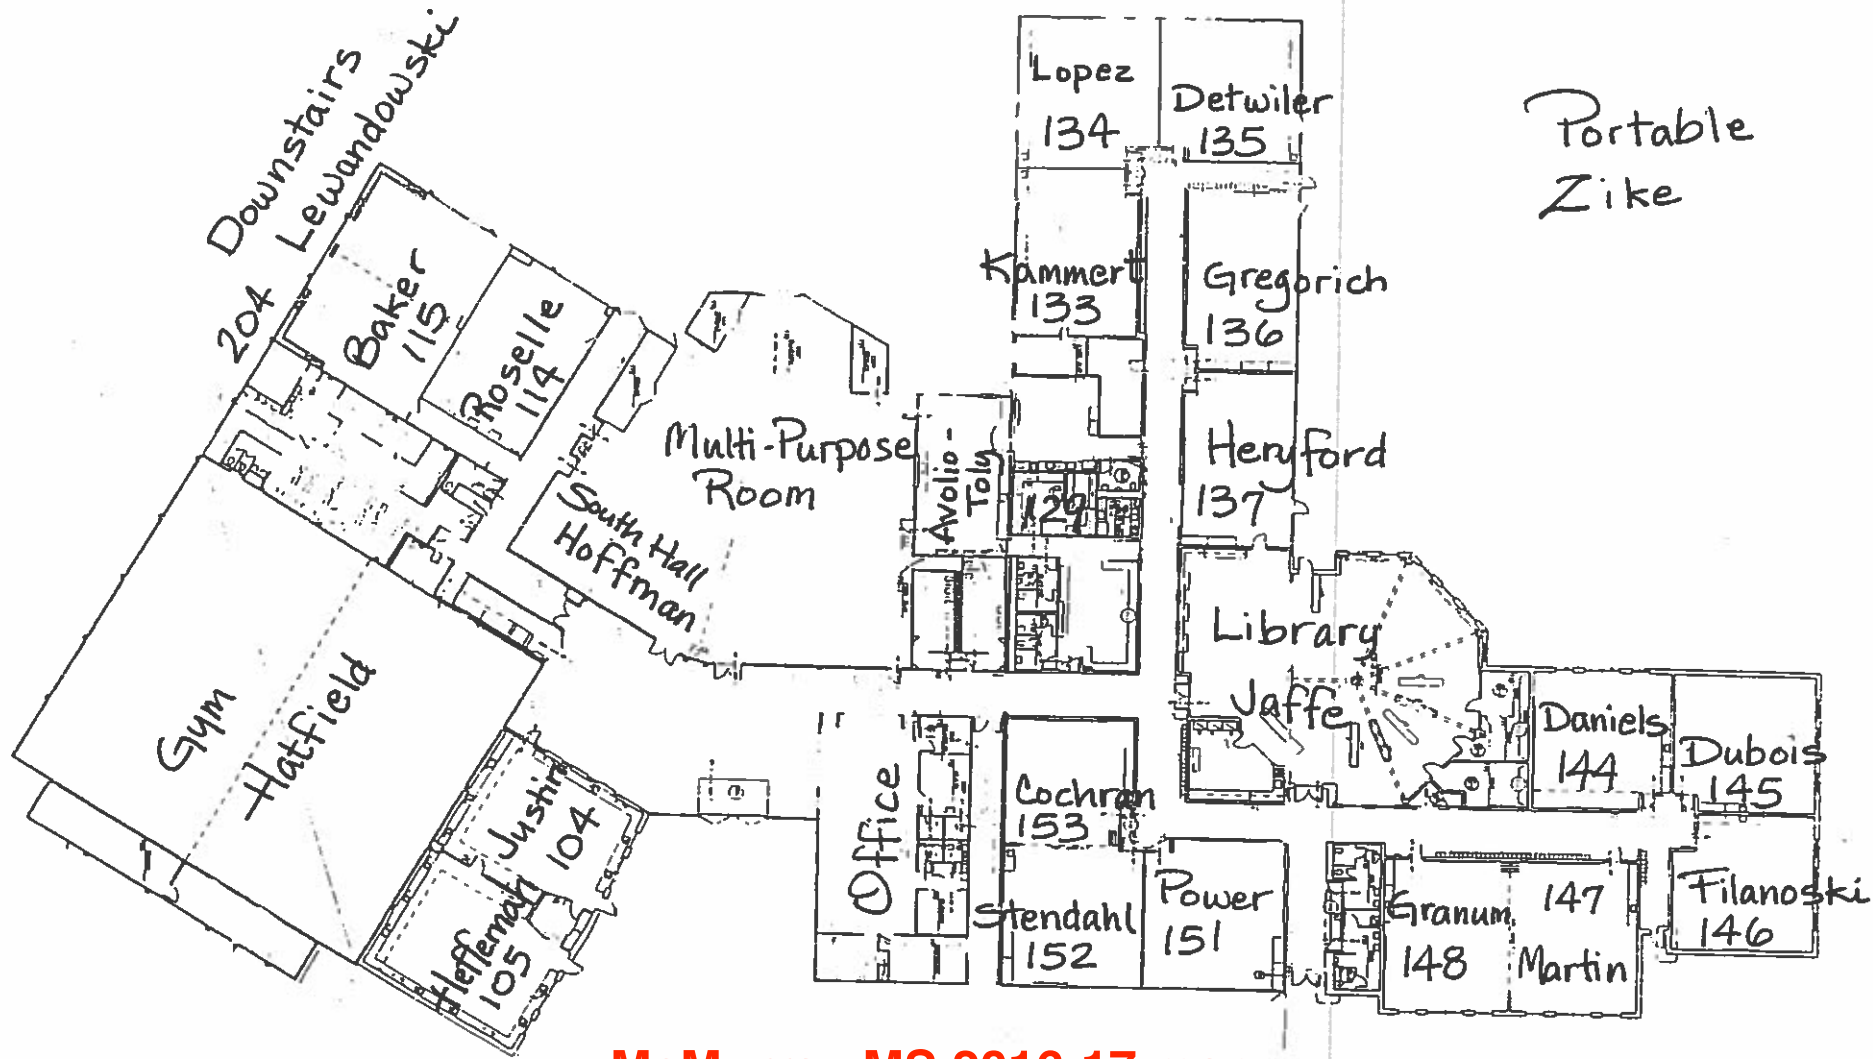 Downstairs
Lewandowski
204
Baker
115
Roselle
114
Multi-Purpose
Room
South Hall
Hoffman
Avolio-
Toly
129
Lopez
134
Detwiler
135
Portable
Zike
Kammert
133
Gregorich
136
Heryford
137
Library
Jaffe
Daniels
144
Dubois
145
Filanoski
146
147
Martin
Granum
148
Power
151
Stendahl
152
Cochran
153
Office
Gym
Hatfield
Justin
104
Heffleman
105